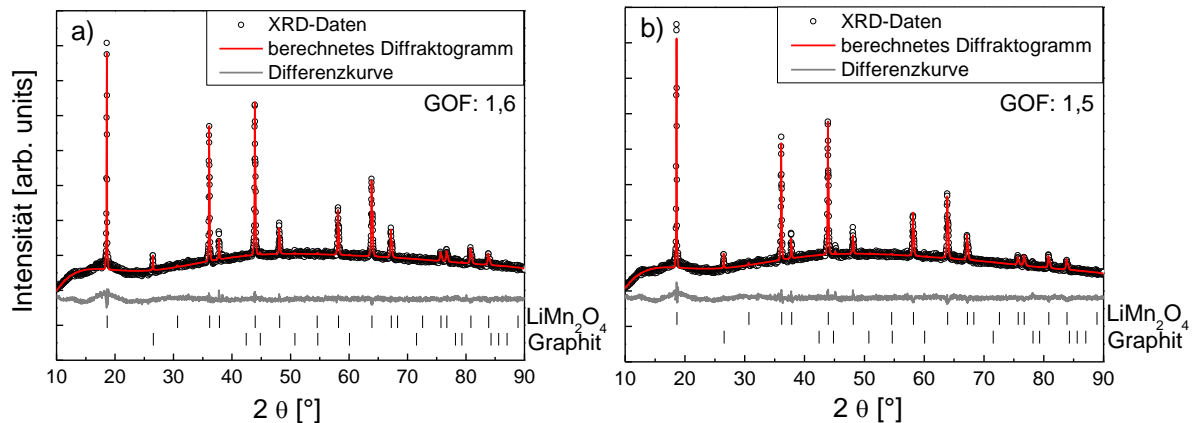 a)
XRD-Daten
berechnetes Diffraktogramm
Differenzkurve
GOF: 1,6
Intensität [arb. units]
LiMn₂O₄
Graphit
10 20 30 40 50 60 70 80 90
2 θ [°]
b)
XRD-Daten
berechnetes Diffraktogramm
Differenzkurve
GOF: 1,5
LiMn₂O₄
Graphit
10 20 30 40 50 60 70 80 90
2 θ [°]